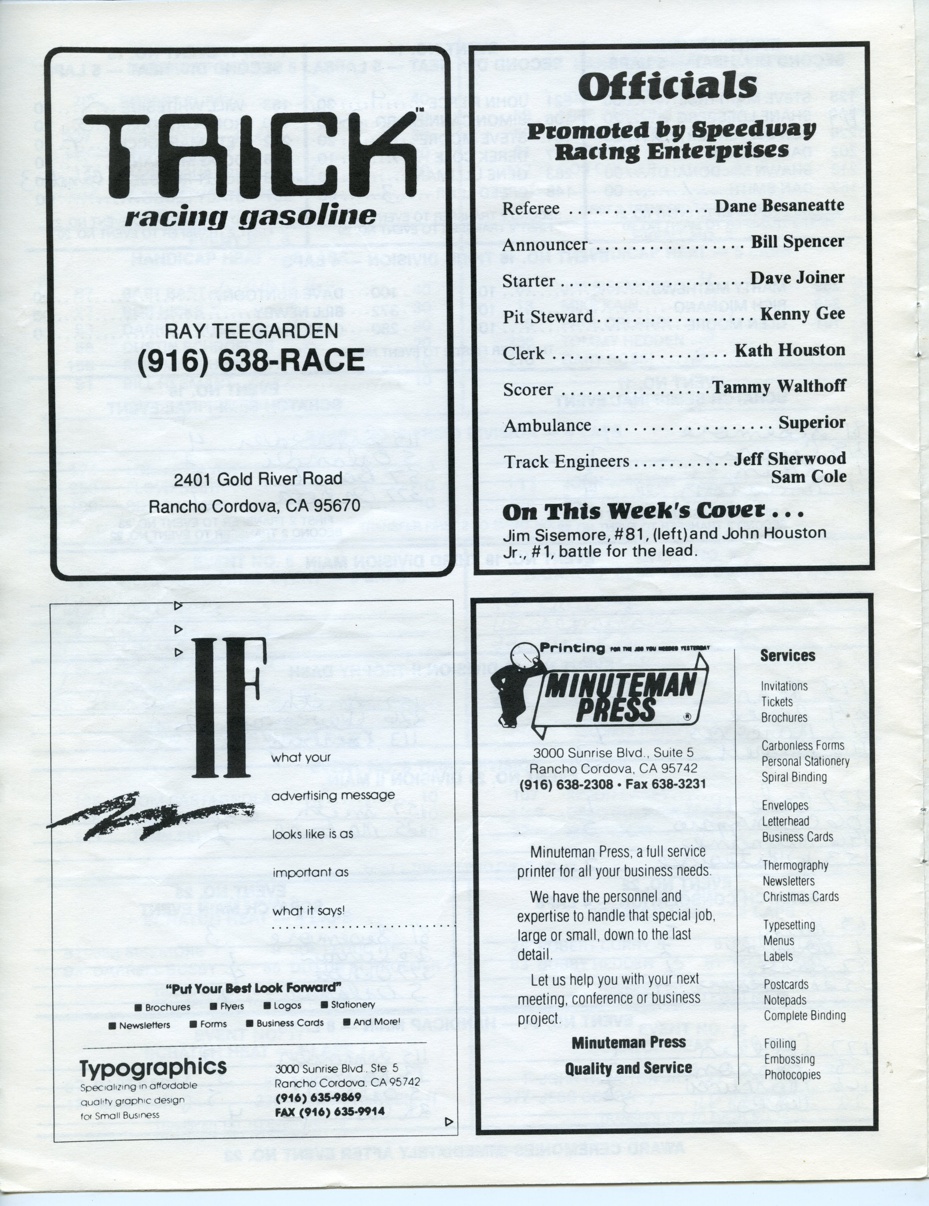 TRICK™
racing gasoline
RAY TEEGARDEN
(916) 638-RACE
2401 Gold River Road
Rancho Cordova, CA 95670
Officials
Promoted by Speedway
Racing Enterprises
Referee ................. Dane Besaneatte
Announcer ................. Bill Spencer
Starter ...................... Dave Joiner
Pit Steward .................. Kenny Gee
Clerk .................... Kath Houston
Scorer .................. Tammy Walthoff
Ambulance ................... Superior
Track Engineers ........... Jeff Sherwood
Sam Cole
On This Week's Cover ...
Jim Sisemore, #81, (left) and John Houston
Jr., #1, battle for the lead.
IF
what your
advertising message
looks like is as
important as
what it says!
"Put Your Best Look Forward"
■ Brochures ■ Flyers ■ Logos ■ Stationery
■ Newsletters ■ Forms ■ Business Cards ■ And More!
Typographics
Specializing in affordable
quality graphic design
for Small Business
3000 Sunrise Blvd., Ste. 5
Rancho Cordova, CA 95742
(916) 635-9869
FAX (916) 635-9914
Printing FOR THE JOB YOU NEEDED YESTERDAY
MINUTEMAN
PRESS ®
3000 Sunrise Blvd., Suite 5
Rancho Cordova, CA 95742
(916) 638-2308 • Fax 638-3231
Minuteman Press, a full service
printer for all your business needs.
We have the personnel and
expertise to handle that special job,
large or small, down to the last
detail.
Let us help you with your next
meeting, conference or business
project.
Minuteman Press
Quality and Service
Services
Invitations
Tickets
Brochures
Carbonless Forms
Personal Stationery
Spiral Binding
Envelopes
Letterhead
Business Cards
Thermography
Newsletters
Christmas Cards
Typesetting
Menus
Labels
Postcards
Notepads
Complete Binding
Foiling
Embossing
Photocopies